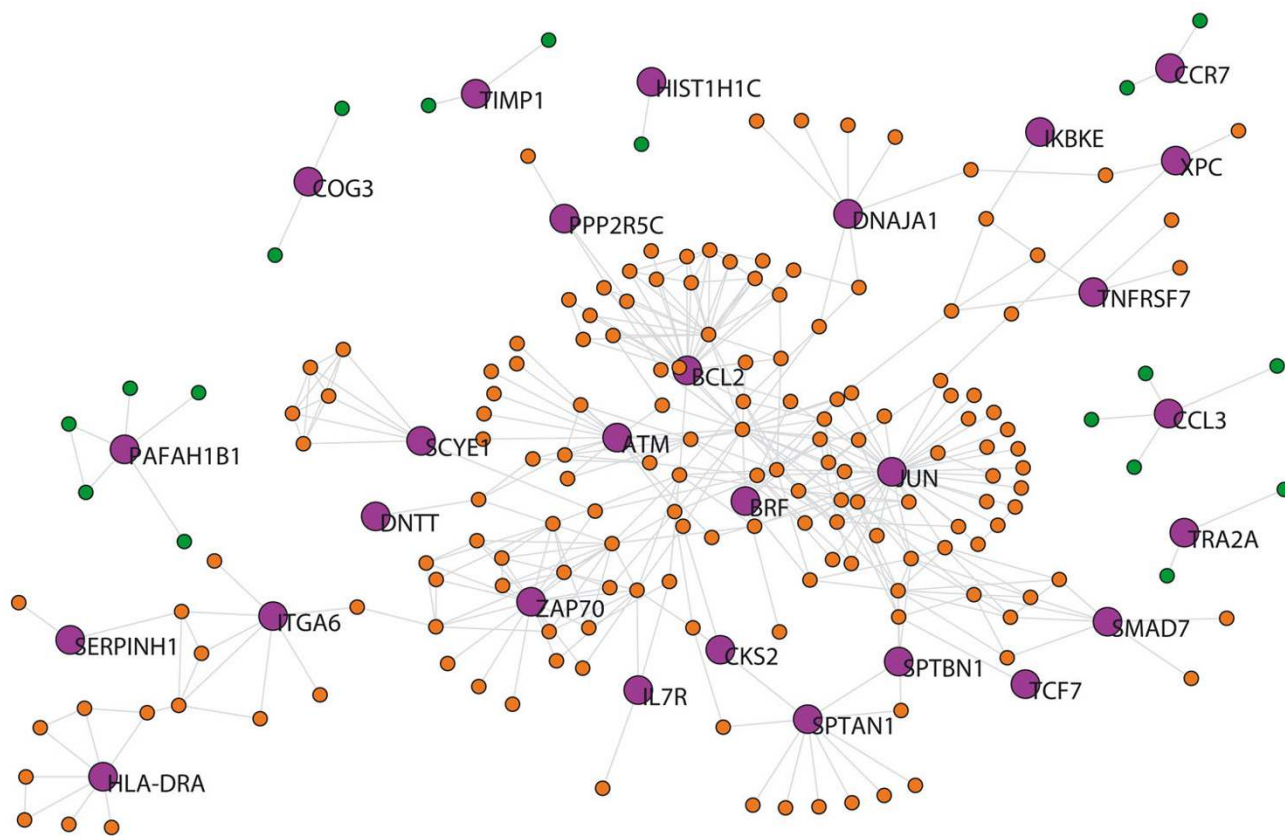 CCR7
HIST1H1C
TIMP1
IKBKE
XPC
COG3
PPP2R5C
DNAJA1
TNFRSF7
BCL2
CCL3
SCYE1
ATM
PAFAH1B1
JUN
BRF
DNTT
TRA2A
ZAP70
ITGA6
SMAD7
SERPINH1
CKS2
SPTBN1
TCF7
IL7R
SPTAN1
HLA-DRA